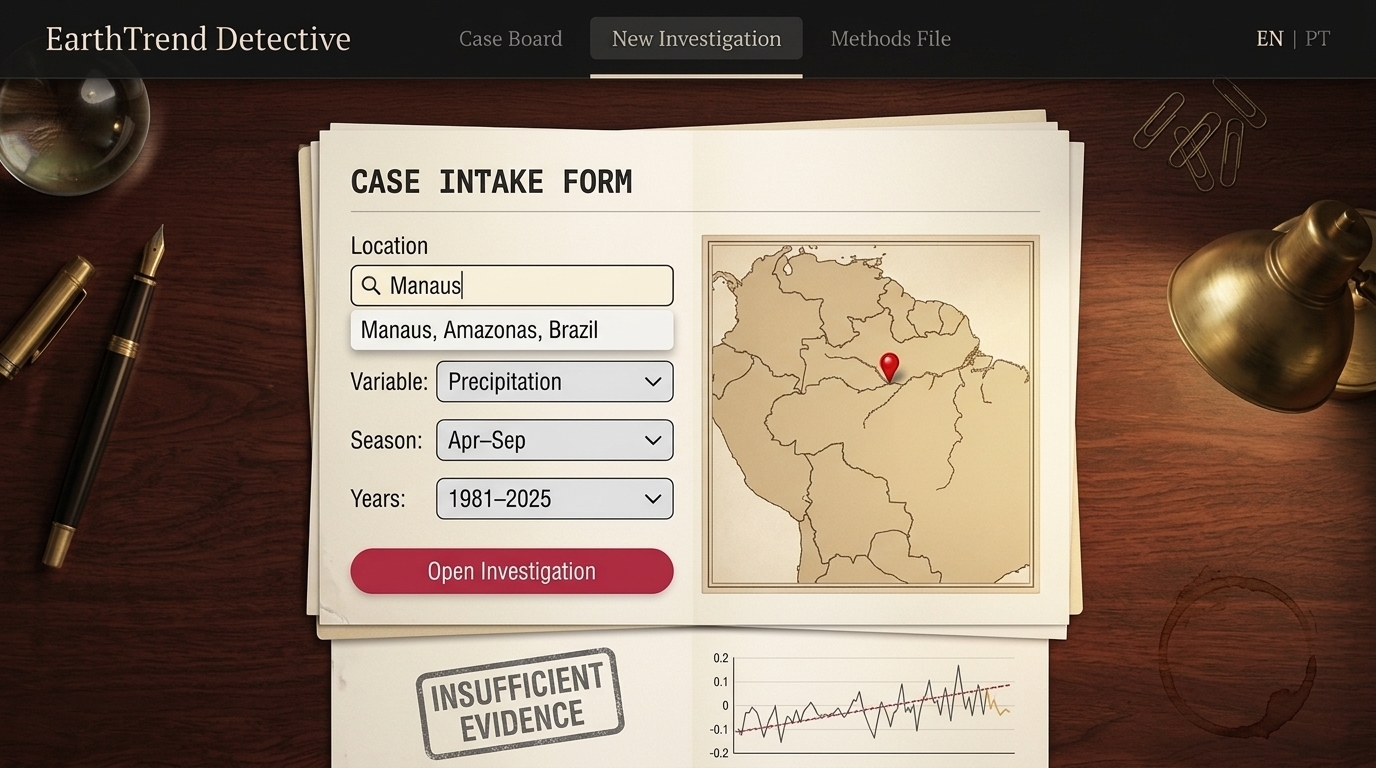 EarthTrend Detective
Case Board
New Investigation
Methods File
EN | PT
CASE INTAKE FORM
Location
Manaus
Manaus, Amazonas, Brazil
Variable: Precipitation
Season: Apr–Sep
Years: 1981–2025
Open Investigation
INSUFFICIENT
EVIDENCE
0.2
0.1
0
-0.1
-0.2